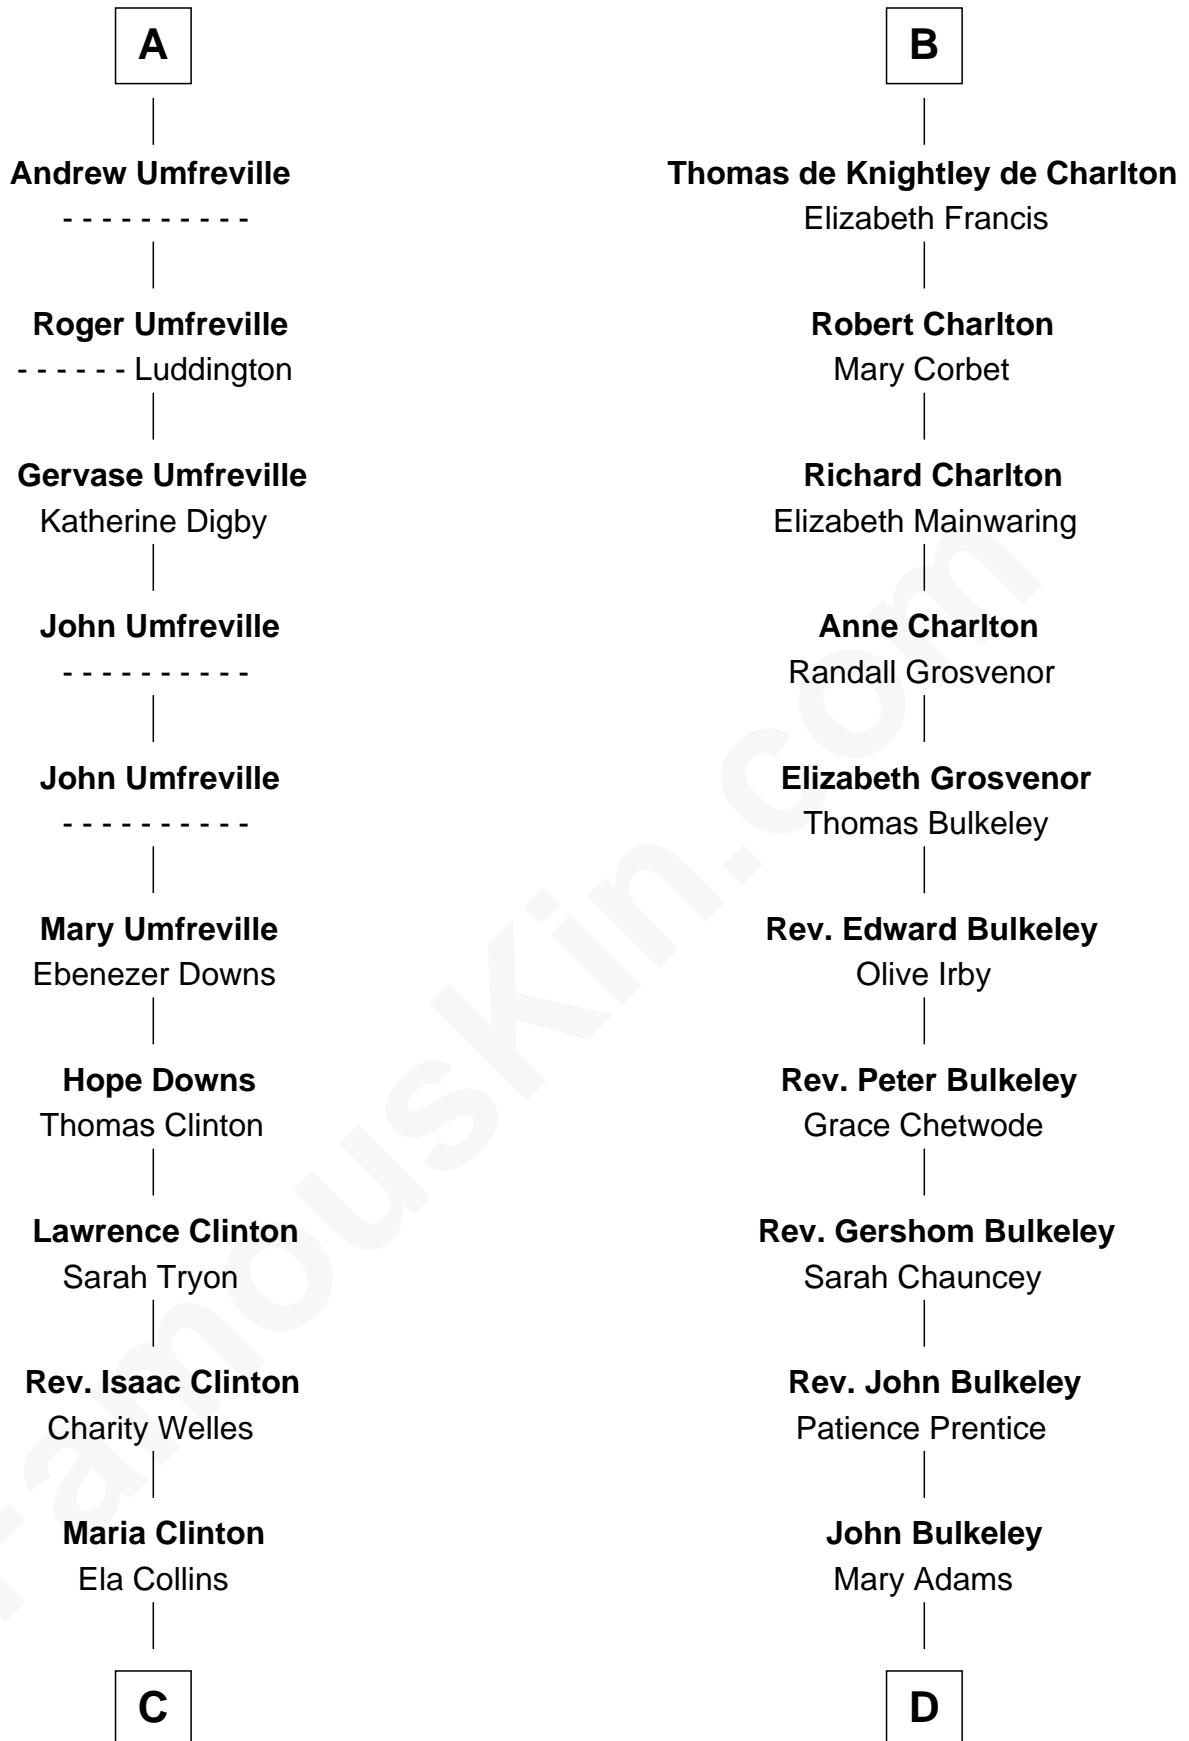 A
Andrew Umfreville
- - - - - - - - - -
Roger Umfreville
- - - - - - Luddington
Gervase Umfreville
Katherine Digby
John Umfreville
- - - - - - - - - -
John Umfreville
- - - - - - - - - -
Mary Umfreville
Ebenezer Downs
Hope Downs
Thomas Clinton
Lawrence Clinton
Sarah Tryon
Rev. Isaac Clinton
Charity Welles
Maria Clinton
Ela Collins
C
B
Thomas de Knightley de Charlton
Elizabeth Francis
Robert Charlton
Mary Corbet
Richard Charlton
Elizabeth Mainwaring
Anne Charlton
Randall Grosvenor
Elizabeth Grosvenor
Thomas Bulkeley
Rev. Edward Bulkeley
Olive Irby
Rev. Peter Bulkeley
Grace Chetwode
Rev. Gershom Bulkeley
Sarah Chauncey
Rev. John Bulkeley
Patience Prentice
John Bulkeley
Mary Adams
D
FamousKin.com